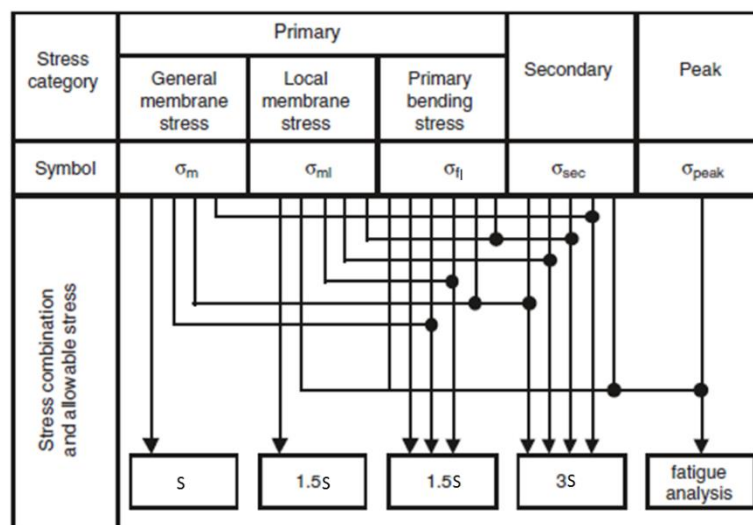 Stress
category
Primary
General
membrane
stress
Local
membrane
stress
Primary
bending
stress
Secondary
Peak
Symbol
σm
σml
σfl
σsec
σpeak
Stress combination
and allowable stress
S
1.5S
1.5S
3S
fatigue
analysis